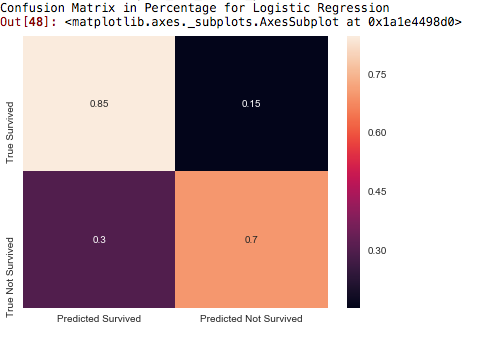 Confusion Matrix in Percentage for Logistic Regression
Out[48]: <matplotlib.axes._subplots.AxesSubplot at 0x1a1e4498d0>
True Survived
0.85
0.15
True Not Survived
0.3
0.7
Predicted Survived
Predicted Not Survived
0.75
0.60
0.45
0.30